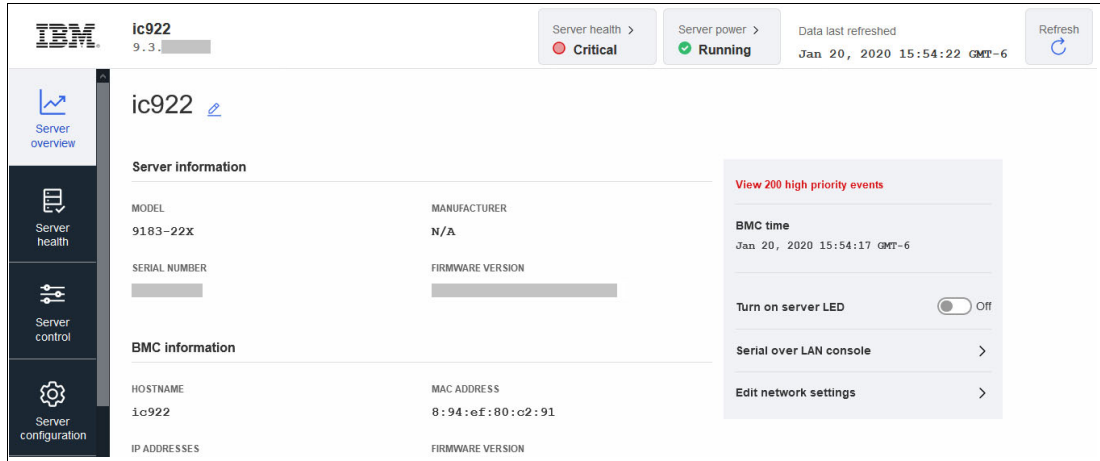 IBM.
ic922
9.3.
Server health >
Critical
Server power >
Running
Data last refreshed
Jan 20, 2020 15:54:22 GMT-6
Refresh
Server
overview
Server
health
Server
control
Server
configuration
ic922
Server information
MODEL
MANUFACTURER
9183-22X
N/A
SERIAL NUMBER
FIRMWARE VERSION
BMC information
HOSTNAME
MAC ADDRESS
ic922
8:94:ef:80:c2:91
IP ADDRESSES
FIRMWARE VERSION
View 200 high priority events
BMC time
Jan 20, 2020 15:54:17 GMT-6
Turn on server LED
Off
Serial over LAN console >
Edit network settings >